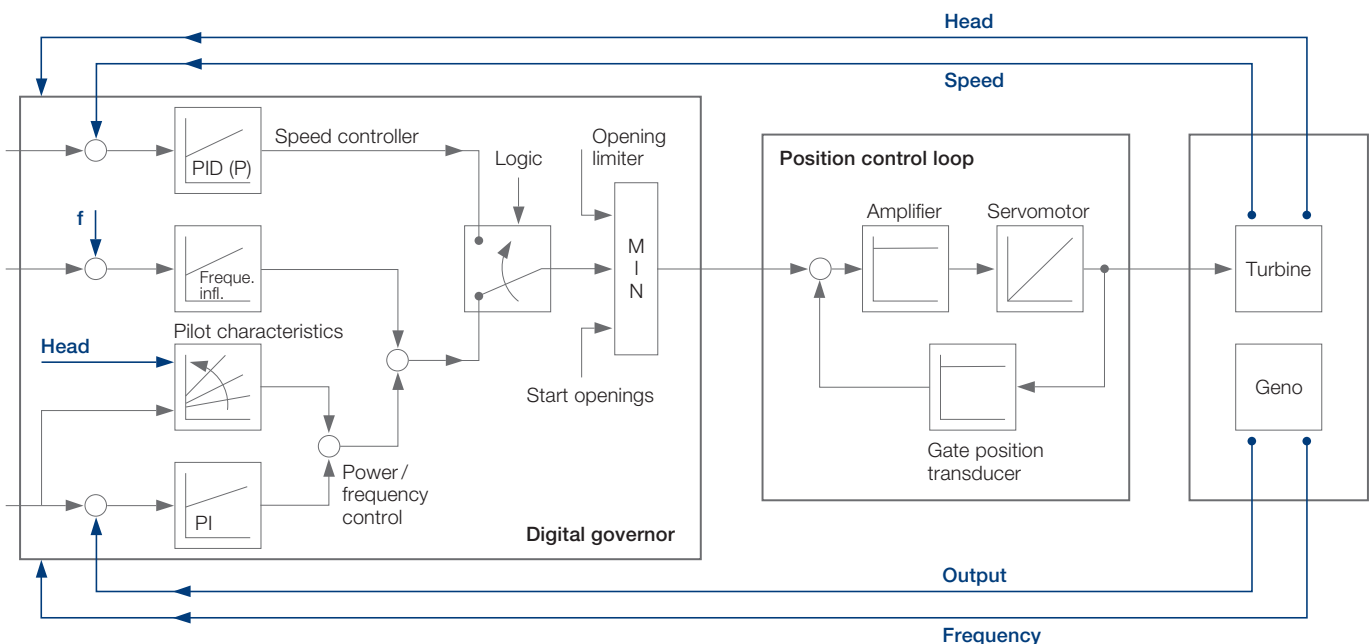 Head
Speed
Speed controller
PID (P)
Opening
limiter
Logic
Position control loop
Amplifier
Servomotor
f
Freque.
infl.
M
I
N
Turbine
Pilot characteristics
Head
Start openings
Geno
Gate position
transducer
Power /
frequency
control
PI
Digital governor
Output
Frequency